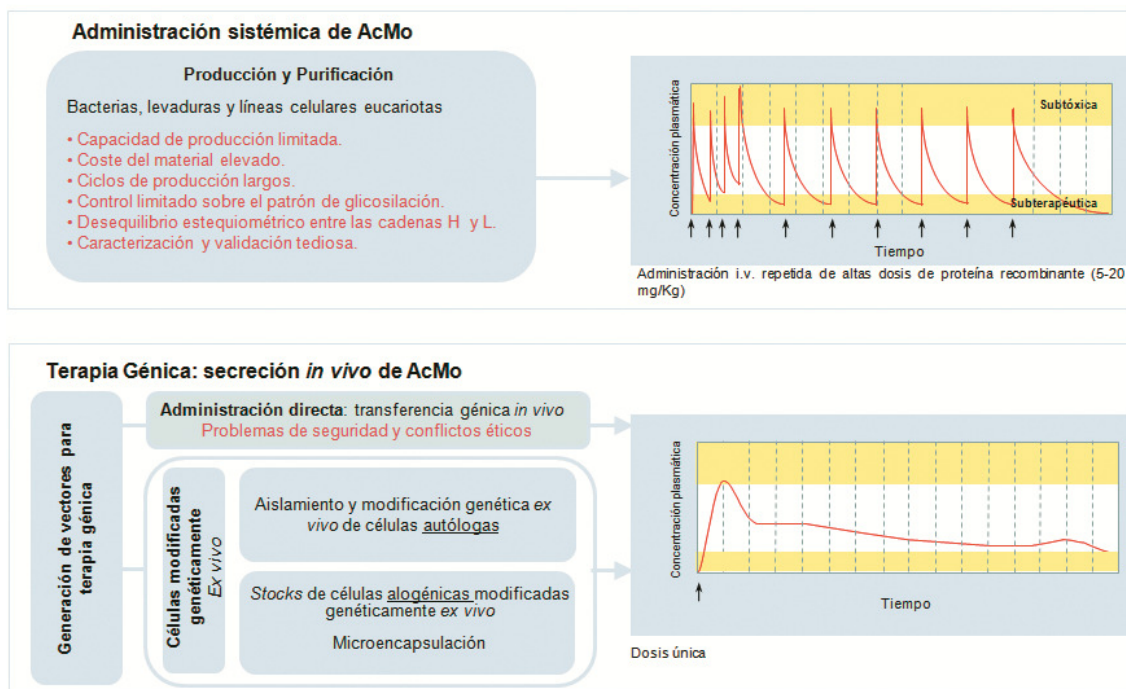 Administración sistémica de AcMo
Producción y Purificación
Bacterias, levaduras y líneas celulares eucariotas
• Capacidad de producción limitada.
• Coste del material elevado.
• Ciclos de producción largos.
• Control limitado sobre el patrón de glicosilación.
• Desequilibrio estequiométrico entre las cadenas H y L.
• Caracterización y validación tediosa.
Concentración plasmática
Subtóxica
Subterapéutica
Tiempo
Administración i.v. repetida de altas dosis de proteína recombinante (5-20
mg/Kg)
Terapia Génica: secreción in vivo de AcMo
Generación de vectores para
terapia génica
Administración directa: transferencia génica in vivo
Problemas de seguridad y conflictos éticos
Células modificadas
genéticamente
Ex vivo
Aislamiento y modificación genética ex
vivo de células autólogas
Stocks de células alogénicas modificadas
genéticamente ex vivo
Microencapsulación
Concentración plasmática
Tiempo
Dosis única